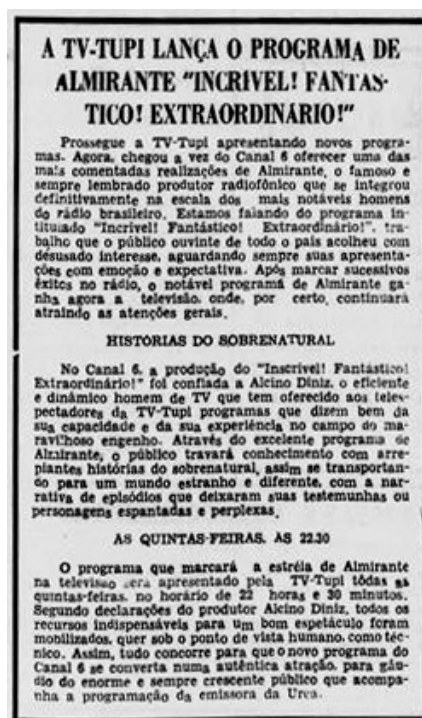 A TV-TUPI LANÇA O PROGRAMA DE
ALMIRANTE "INCRIVEL! FANTAS-
TICO! EXTRAORDINÁRIO!"
Prossegue a TV-Tupi apresentando novos progra-
mas. Agora, chegou a vez do Canal 6 oferecer uma das
mais comentadas realizações de Almirante, o famoso e
sempre lembrado produtor radiofônico que se integrou
definitivamente na escala dos mais notáveis homens
do rádio brasileiro. Estamos falando do programa in-
titulado "Incrível! Fantástico! Extraordinário!", tra-
balho que o público ouvinte de todo o país acolheu com
desusado interesse, aguardando sempre suas apresenta-
ções com emoção e expectativa. Após marcar sucessivos
êxitos no rádio, o notável programa de Almirante ga-
nha agora a televisão, onde, por certo, continuará
atraindo as atenções gerais.
HISTÓRIAS DO SOBRENATURAL
No Canal 6, a produção do "Inscrivel! Fantástico!
Extraordinário!" foi confiada a Alcino Diniz, o eficiente
e dinâmico homem de TV que tem oferecido aos teles-
pectadores da TV-Tupi programas que dizem bem da
sua capacidade e da sua experiência no campo do ma-
ravilhoso engenho. Através do excelente programa de
Almirante, o público travará conhecimento com arre-
piantes histórias do sobrenatural, assim se transportan-
do para um mundo estranho e diferente, com a nar-
rativa de episódios que deixaram suas testemunhas ou
personagens espantadas e perplexas.
AS QUINTAS-FEIRAS, ÀS 22.30
O programa que marcará a estréia de Almirante
na televisão será apresentado pela TV-Tupi tôdas as
quintas-feiras, no horário de 22 horas e 30 minutos.
Segundo declarações do produtor Alcino Diniz, todos os
recursos indispensáveis para um bom espetáculo foram
mobilizados, quer sob o ponto de vista humano, como téc-
nico. Assim, tudo concorre para que o novo programa do
Canal 6 se converta numa autêntica atração, para gáu-
dio do enorme e sempre crescente público que acompa-
nha a programação da emissora da Urca.